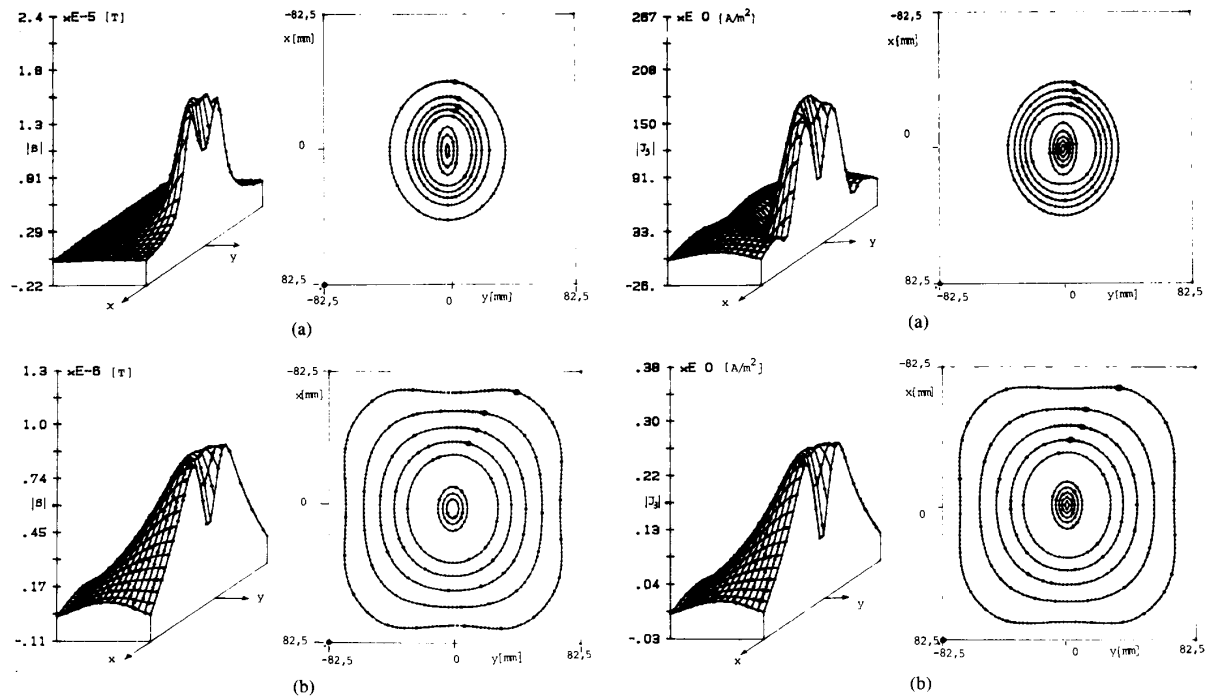 2.4 xE-5 [T]
1.8
1.3
|B|
.91
.29
-.22
y
x
-82,5
x[mm]
0
82,5
-82,5 0 y[mm] 82,5
(a)
267 xE 0 [A/m²]
208
150
|J₃|
91.
33.
-26.
y
x
-82,5
x[mm]
0
82,5
-82,5 0 y[mm] 82,5
(a)
1.3 xE-6 [T]
1.0
.74
|B|
.45
.17
-.11
y
x
-82,5
x[mm]
0
82,5
-82,5 0 y[mm] 82,5
(b)
.38 xE 0 [A/m²]
.30
.22
|J₃|
.13
.04
-.03
y
x
-82,5
x[mm]
0
82,5
-82,5 0 y[mm] 82,5
(b)